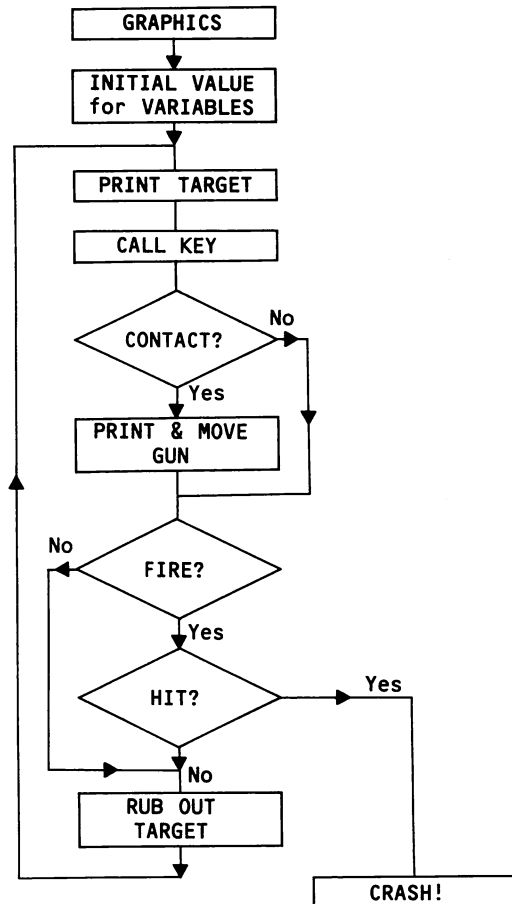 GRAPHICS
INITIAL VALUE
for VARIABLES
PRINT TARGET
CALL KEY
CONTACT?
No
Yes
PRINT & MOVE
GUN
No
FIRE?
Yes
HIT?
Yes
No
RUB OUT
TARGET
CRASH!